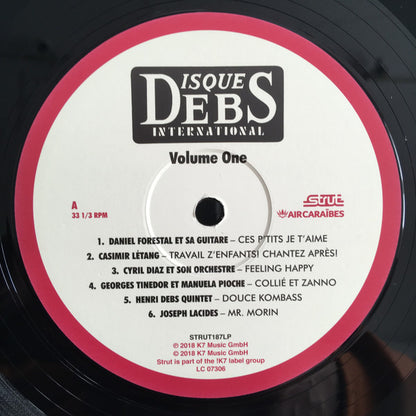 DISQUE
DEBS
INTERNATIONAL
Volume One
A
33 1/3 RPM
strut
AIRCARAÏBES
1. DANIEL FORESTAL ET SA GUITARE – CES P'TITS JE T'AIME
2. CASIMIR LÉTANG – TRAVAIL Z'ENFANTS! CHANTEZ APRÈS!
3. CYRIL DIAZ ET SON ORCHESTRE – FEELING HAPPY
4. GEORGES TINEDOR ET MANUELA PIOCHE – COLLIÉ ET ZANNO
5. HENRI DEBS QUINTET – DOUCE KOMBASS
6. JOSEPH LACIDES – MR. MORIN
STRUT187LP
℗ 2018 K7 Music GmbH
© 2018 K7 Music GmbH
Strut is part of the !K7 label group
LC 07306